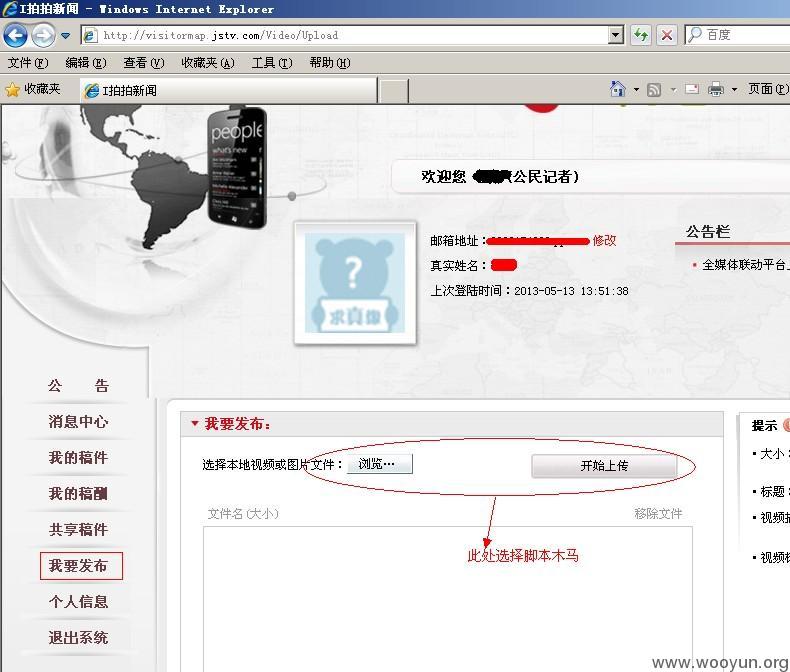 I拍拍新闻 - Windows Internet Explorer
http://visitormap.jstv.com/Video/Upload
百度
文件(F) 编辑(E) 查看(V) 收藏夹(A) 工具(T) 帮助(H)
收藏夹 I拍拍新闻 页面(P)
people
what's new
欢迎您 公民记者)
邮箱地址： 修改
真实姓名：
上次登陆时间：2013-05-13 13:51:38
?
求真像
公告栏
全媒体联动平台
公 告
消息中心
我的稿件
我的稿酬
共享稿件
我要发布
个人信息
退出系统
我要发布：
选择本地视频或图片文件： 浏览… 开始上传
文件名(大小) 移除文件
此处选择脚本木马
提示
大小
标题
视频
视频
www.wooyun.org